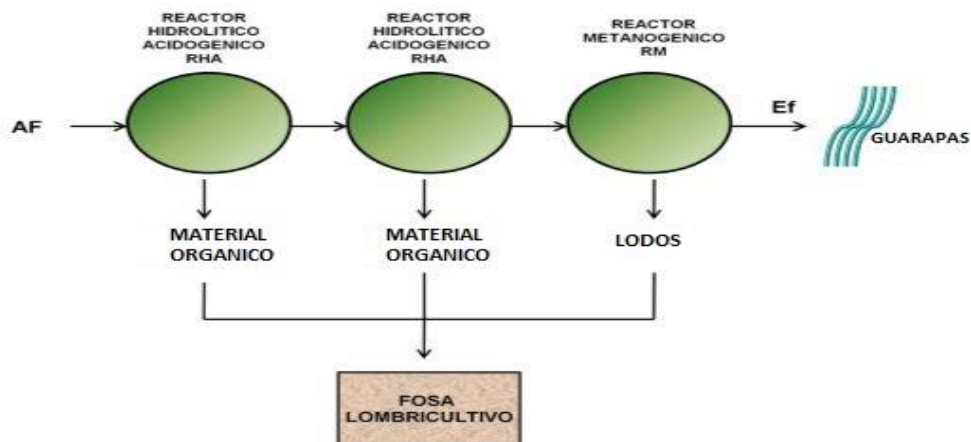 REACTOR
HIDROLITICO
ACIDOGENICO
RHA
REACTOR
HIDROLITICO
ACIDOGENICO
RHA
REACTOR
METANOGENICO
RM
AF
Ef
GUARAPAS
MATERIAL
ORGANICO
MATERIAL
ORGANICO
LODOS
FOSA
LOMBRICULTIVO